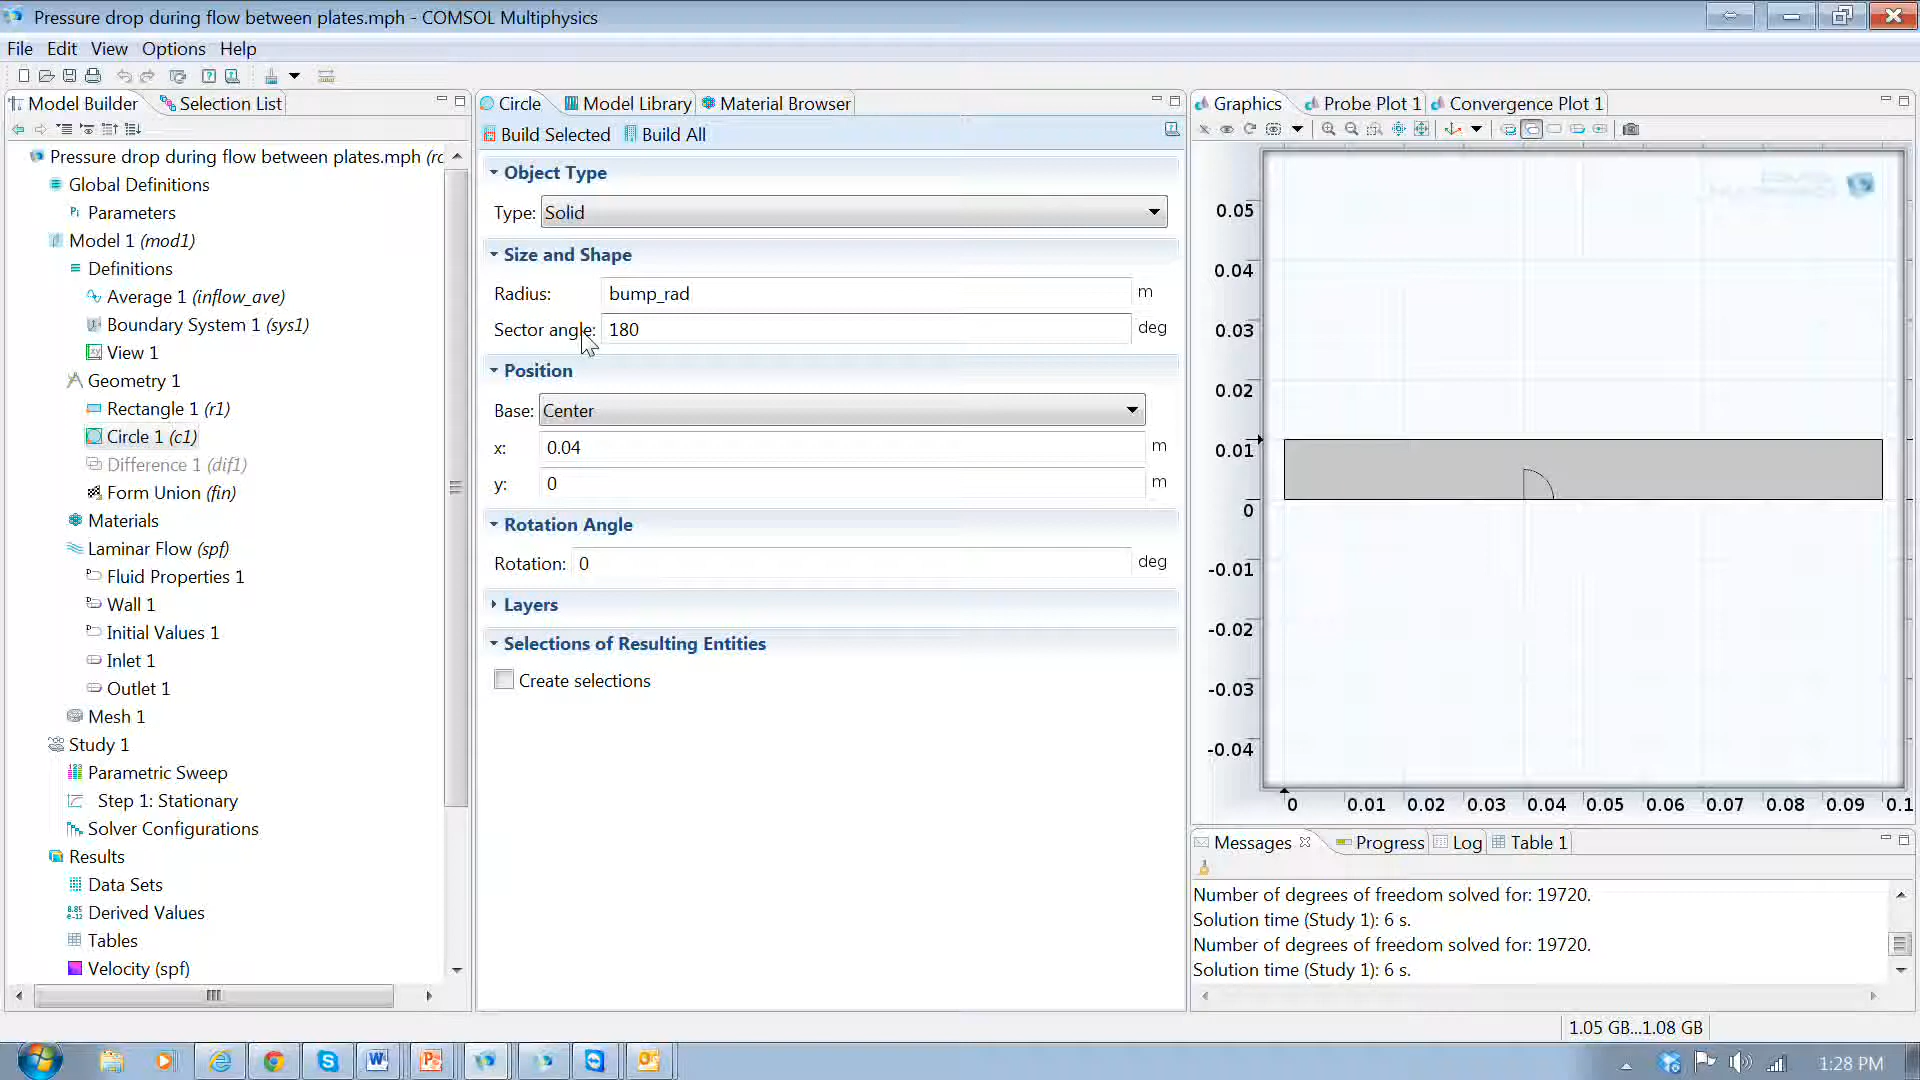 Pressure drop during flow between plates.mph - COMSOL Multiphysics
File Edit View Options Help
Model Builder Selection List
Pressure drop during flow between plates.mph (rc
Global Definitions
Pi Parameters
Model 1 (mod1)
Definitions
Average 1 (inflow_ave)
Boundary System 1 (sys1)
View 1
Geometry 1
Rectangle 1 (r1)
Circle 1 (c1)
Difference 1 (dif1)
Form Union (fin)
Materials
Laminar Flow (spf)
Fluid Properties 1
Wall 1
Initial Values 1
Inlet 1
Outlet 1
Mesh 1
Study 1
Parametric Sweep
Step 1: Stationary
Solver Configurations
Results
Data Sets
8.85 e-12 Derived Values
Tables
Velocity (spf)
Circle Model Library Material Browser
Build Selected Build All
Object Type
Type: Solid
Size and Shape
Radius: bump_rad m
Sector angle: 180 deg
Position
Base: Center
x: 0.04 m
y: 0 m
Rotation Angle
Rotation: 0 deg
Layers
Selections of Resulting Entities
Create selections
Graphics Probe Plot 1 Convergence Plot 1
0.05
0.04
0.03
0.02
0.01
0
-0.01
-0.02
-0.03
-0.04
0 0.01 0.02 0.03 0.04 0.05 0.06 0.07 0.08 0.09 0.1
Messages Progress Log Table 1
Number of degrees of freedom solved for: 19720.
Solution time (Study 1): 6 s.
Number of degrees of freedom solved for: 19720.
Solution time (Study 1): 6 s.
1.05 GB...1.08 GB
1:28 PM